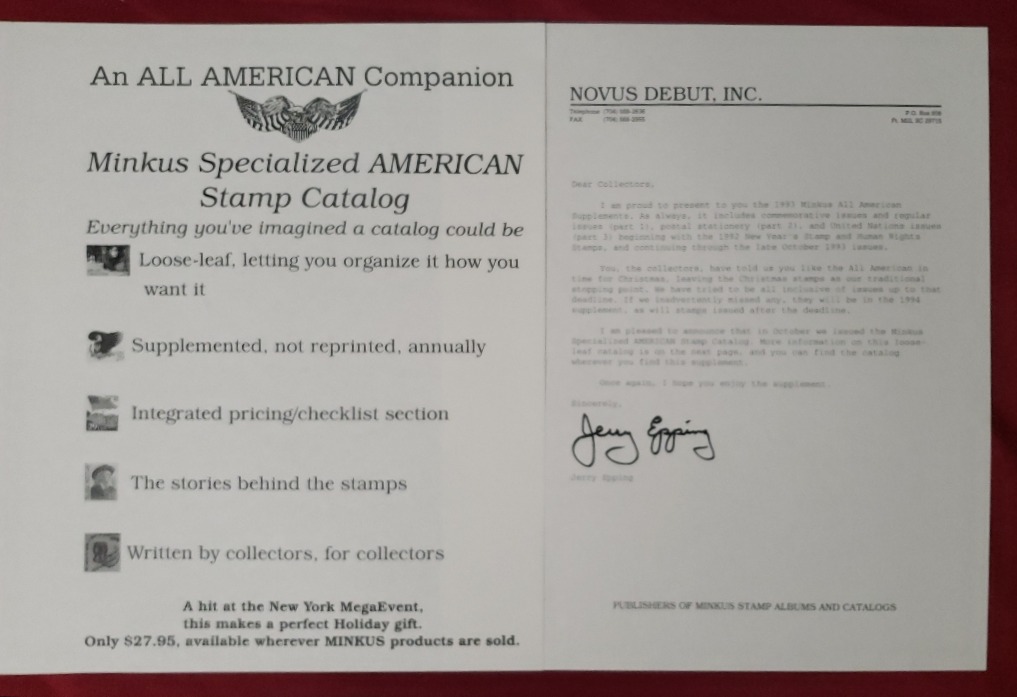 An ALL AMERICAN Companion
Minkus Specialized AMERICAN
Stamp Catalog
Everything you've imagined a catalog could be
Loose-leaf, letting you organize it how you
want it
Supplemented, not reprinted, annually
Integrated pricing/checklist section
The stories behind the stamps
Written by collectors, for collectors
A hit at the New York MegaEvent,
this makes a perfect Holiday gift.
Only $27.95, available wherever MINKUS products are sold.
NOVUS DEBUT, INC.
Telephone (704)
FAX (704)
P.O. Box
Ft. Mill, SC 29715
Dear Collectors,
I am proud to present to you the 1993 Minkus All American
Supplements. As always, it includes commemorative issues and regular
issues (part 1), postal stationery (part 2), and United Nations issues
(part 3) beginning with the 1992 New Year's Stamp and Human Rights
Stamps, and continuing through the late October 1993 issues.
You, the collectors, have told us you like the All American in
time for Christmas, leaving the Christmas stamps as our traditional
stopping point. We have tried to be all inclusive of issues up to that
deadline. If we inadvertently missed any, they will be in the 1994
supplement, as will stamps issued after the deadline.
I am pleased to announce that in October we issued the Minkus
Specialized AMERICAN Stamp Catalog. More information on this loose-
leaf catalog is on the next page, and you can find the catalog
wherever you find this supplement.
Once again, I hope you enjoy the supplement.
Sincerely,
Jerry Epping
Jerry Epping
PUBLISHERS OF MINKUS STAMP ALBUMS AND CATALOGS